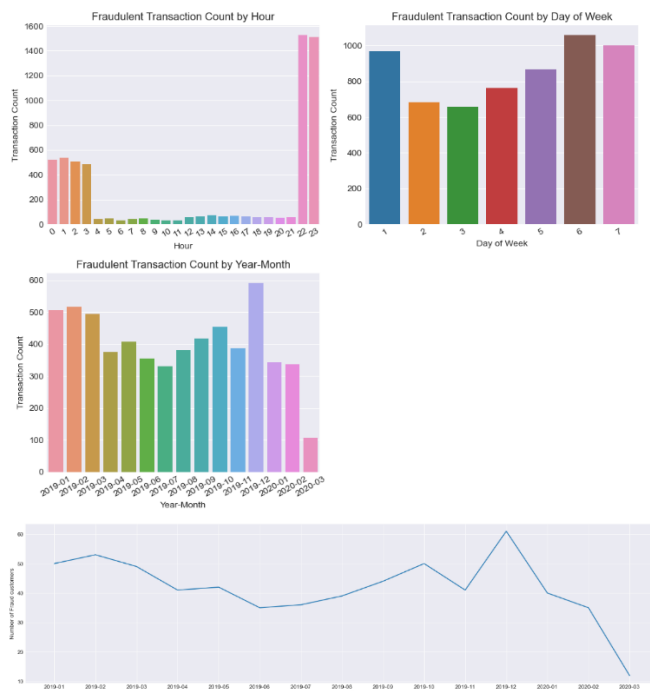 Fraudulent Transaction Count by Hour
Transaction Count
1600
1400
1200
1000
800
600
400
200
0
0 1 2 3 4 5 6 7 8 9 10 11 12 13 14 15 16 17 18 19 20 21 22 23
Hour
Fraudulent Transaction Count by Day of Week
Transaction Count
1000
800
600
400
200
0
1 2 3 4 5 6 7
Day of Week
Fraudulent Transaction Count by Year-Month
Transaction Count
600
500
400
300
200
100
0
2019-01 2019-02 2019-03 2019-04 2019-05 2019-06 2019-07 2019-08 2019-09 2019-10 2019-11 2019-12 2020-01 2020-02 2020-03
Year-Month
Number of Fraud customers
60
50
40
30
20
10
2019-01 2019-02 2019-03 2019-04 2019-05 2019-06 2019-07 2019-08 2019-09 2019-10 2019-11 2019-12 2020-01 2020-02 2020-03